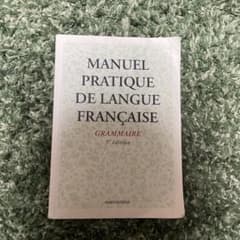 MANUEL
PRATIQUE
DE LANGUE
FRANÇAISE
GRAMMAIRE